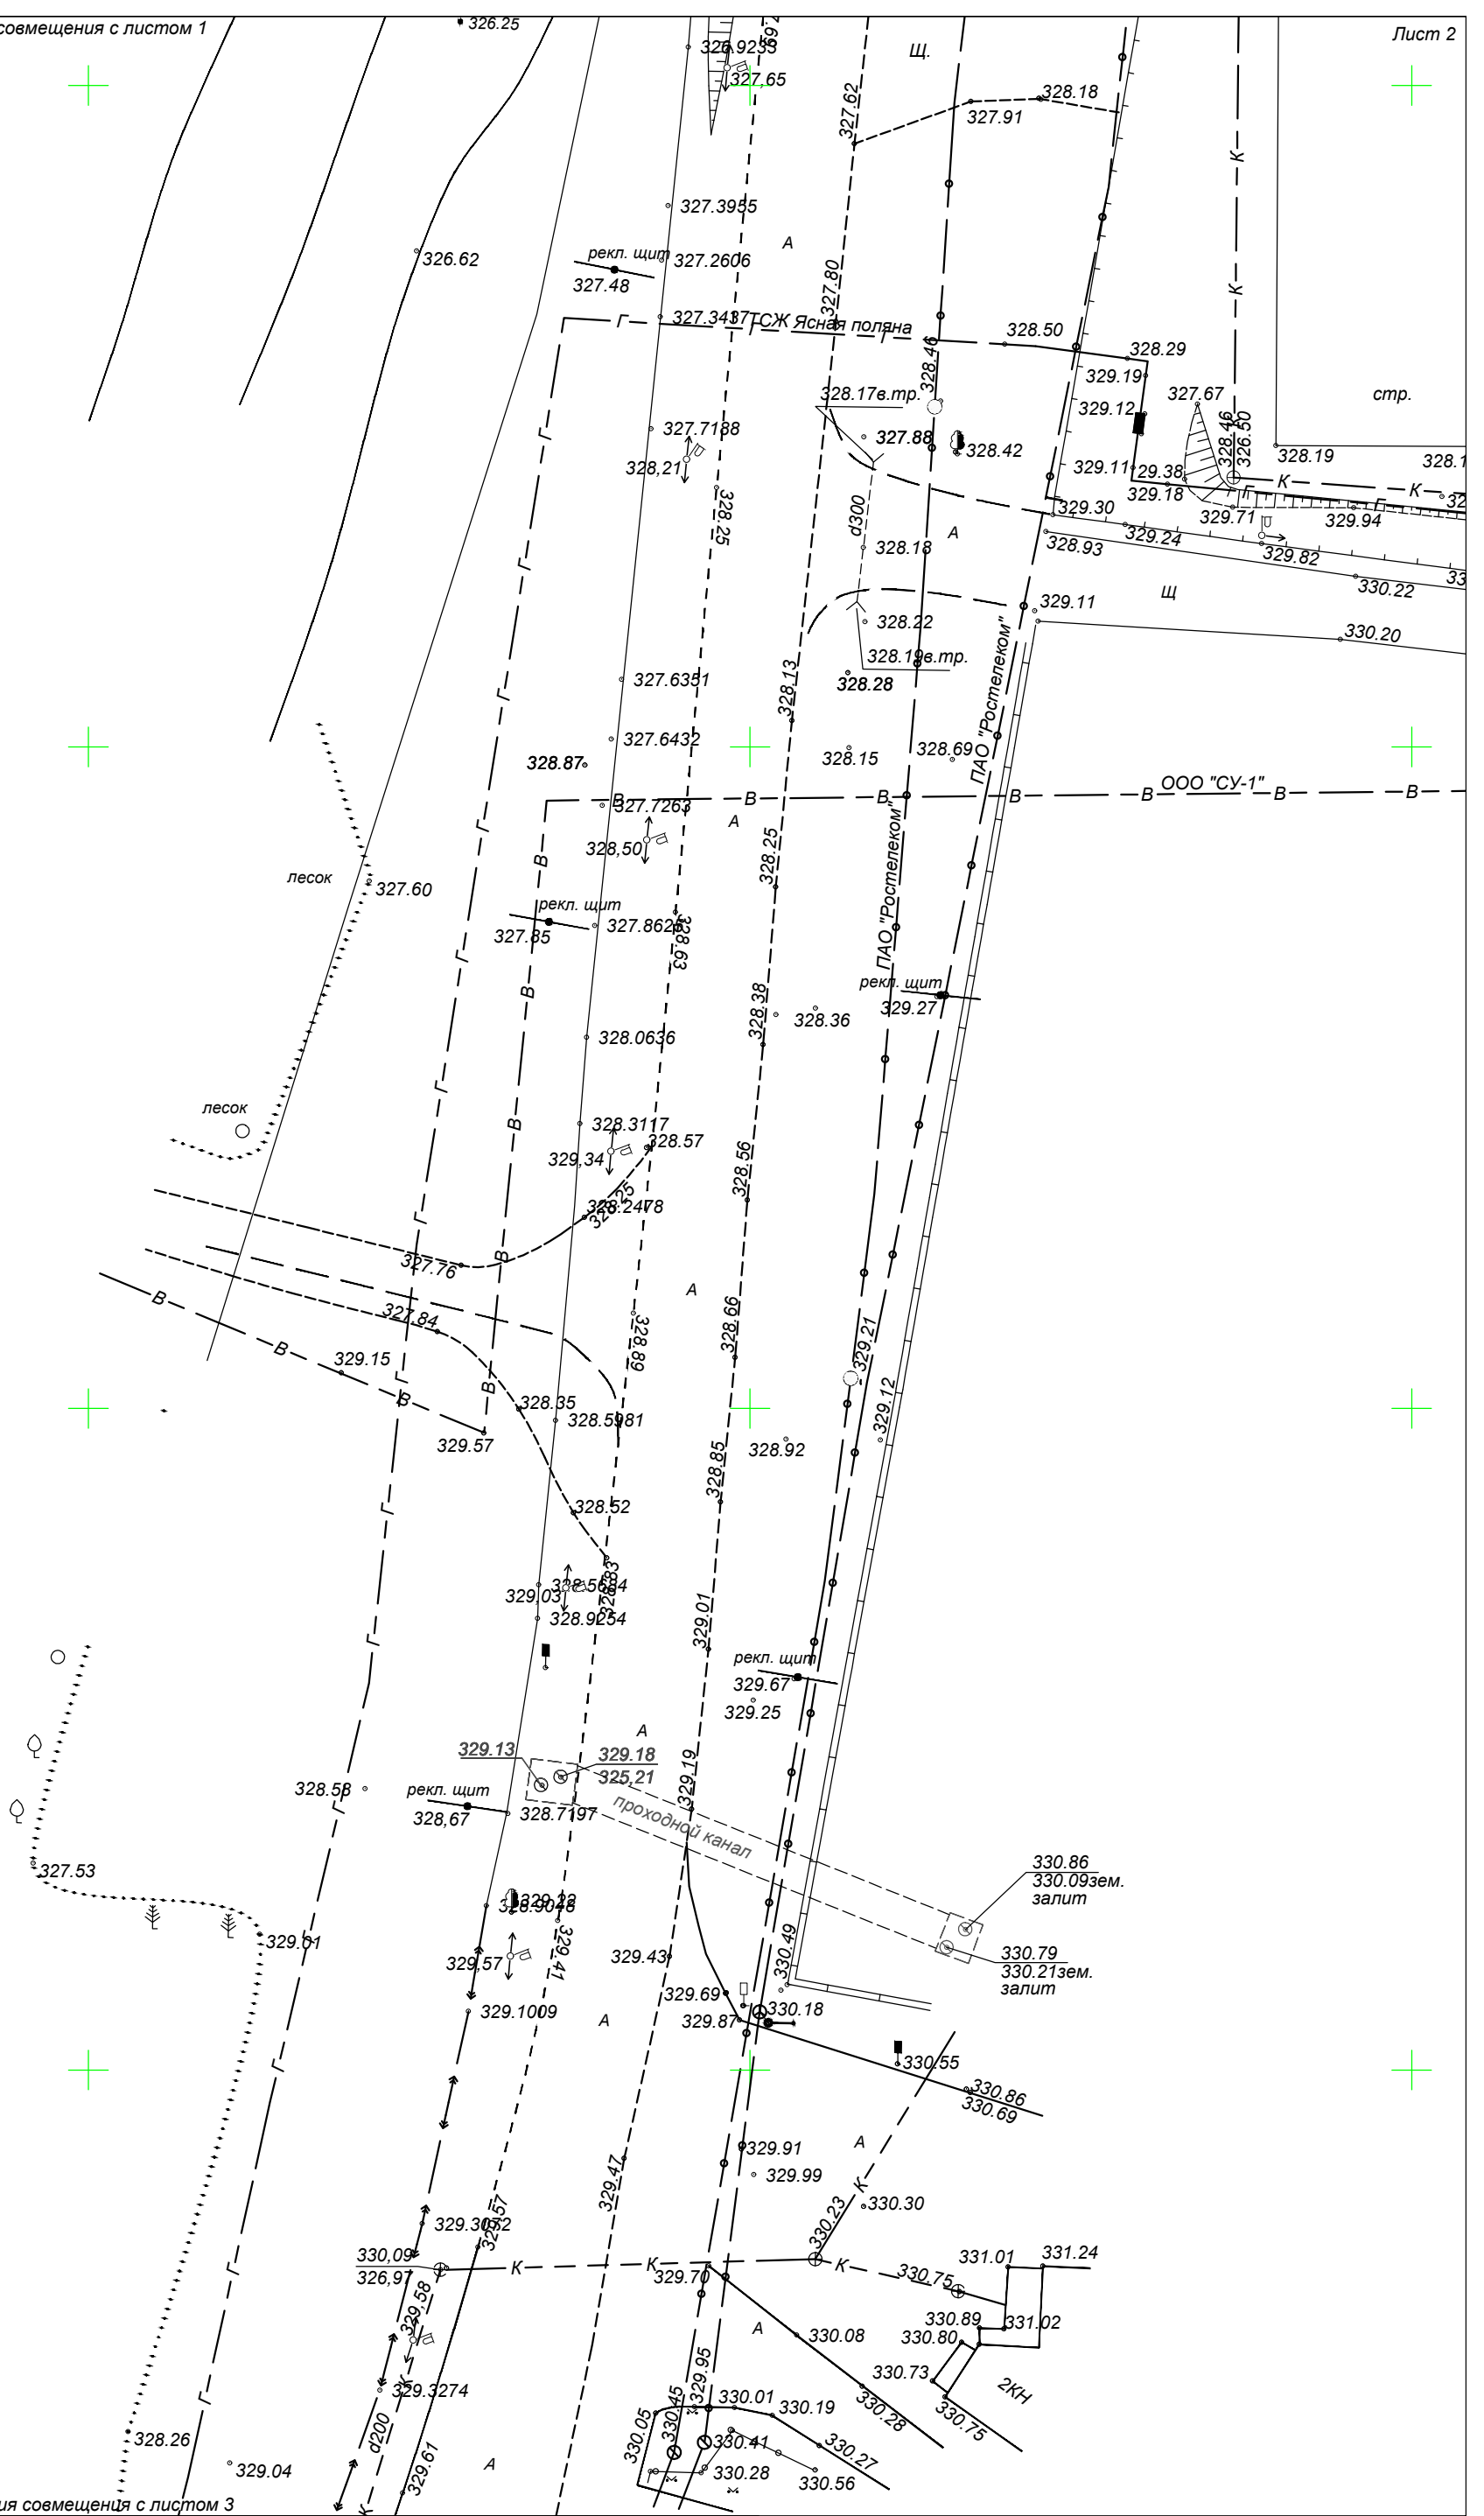 совмещения с листом 1
326.25
Лист 2
326.9233
327,65
Щ.
327.62
327.91
328.18
К
327.3955
А
326.62
рекл. щит
327.2606
327.48
327.80
К
327.3437
ТСЖ Ясная поляна
Г
Г
Г
328.50
328.29
328.46
329.19
328.17в.тр.
329.12
327.67
стр.
327.7188
327.88
328.42
328.46
326.50
К
328,21
328.19
329.11
29.38
328.25
329.18
К
К
Г
Г
d300
329.30
329.71
329.94
А
329.24
328.93
328.18
329.82
Г
330.22
Щ
329.11
328.22
330.20
328.19в.тр.
327.6351
328.28
328.13
ПАО "Ростелеком"
Г
327.6432
328.15
328.69
328.87
ООО "СУ-1"
327.7263
В
В
В
В
В
В
В
А
328,50
ПАО "Ростелеком"
Г
В
328.25
лесок
327.60
рекл. щит
327.85
328.63
Г
рекл. щит
329.27
328.38
328.36
В
328.0636
Г
лесок
328.3117
328.57
329,34
В
328.56
328.25
328.2478
Г
327.76
В
А
В
327.84
328.66
328.89
329.21
В
329.15
В
В
328.35
329.12
328.5981
329.57
328.92
328.85
Г
328.52
328.83
328.5684
329,03
328.9254
329.01
Г
рекл. щит
329.67
329.25
А
329.13
329.18
325,21
329.19
328.58
рекл. щит
328,67
328.7197
проходной канал
327.53
330.86
330.09зем.
залит
329.22
328.9048
329.01
329.41
329.43
329,57
330.49
330.79
330.21зем.
залит
329.69
329.1009
А
329.87
330.18
330.55
Г
330.86
330.69
329.91
А
329.99
329.47
К
330.30
330.23
329.57
329.3072
330,09
326,97
К
К
К
329.70
330.75
331.01
331.24
Г
329,58
330.89
331.02
А
330.08
330.80
330.73
2КН
К
329.3274
329.95
330.28
330.75
Г
330.01
330.19
d200
330.05
330.45
328.26
330.41
330.27
329.04
А
329.61
330.28
330.56
К
ия совмещения с листом 3